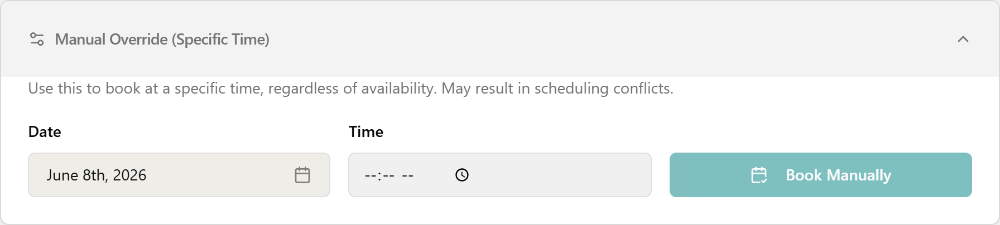 Manual Override (Specific Time)
Use this to book at a specific time, regardless of availability. May result in scheduling conflicts.
Date
Time
June 8th, 2026
--:-- --
Book Manually